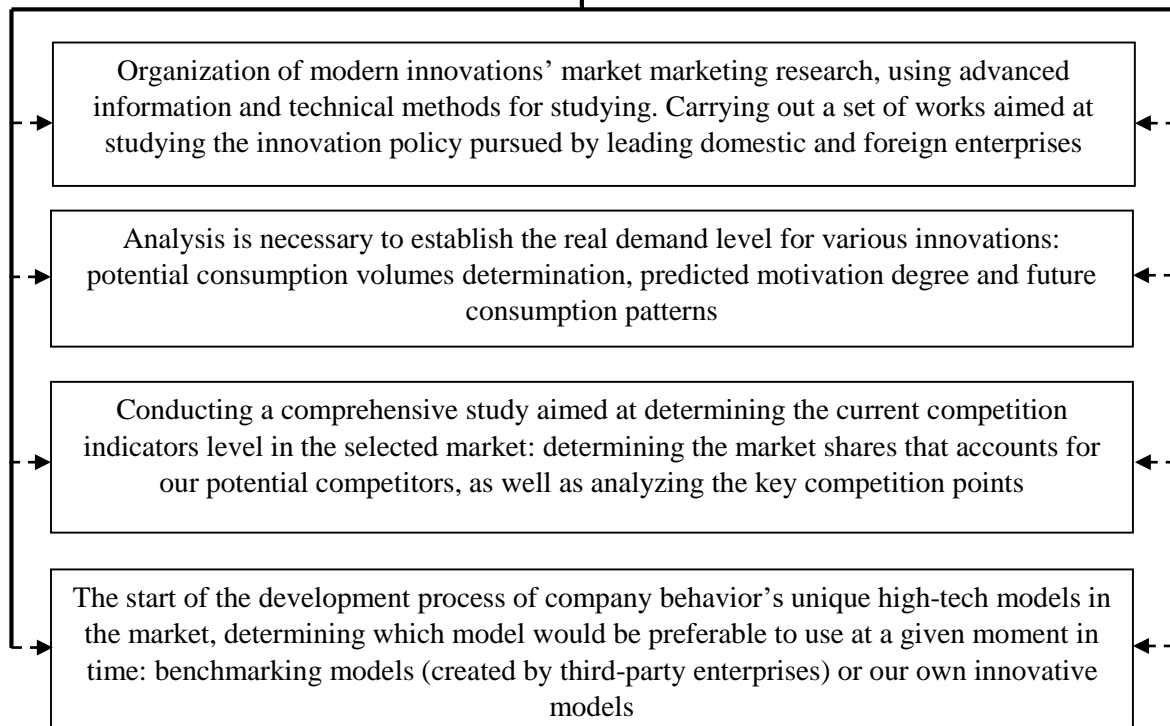 Organization of modern innovations’ market marketing research, using advanced
information and technical methods for studying. Carrying out a set of works aimed at
studying the innovation policy pursued by leading domestic and foreign enterprises
Analysis is necessary to establish the real demand level for various innovations:
potential consumption volumes determination, predicted motivation degree and future
consumption patterns
Conducting a comprehensive study aimed at determining the current competition
indicators level in the selected market: determining the market shares that accounts for
our potential competitors, as well as analyzing the key competition points
The start of the development process of company behavior’s unique high-tech models in
the market, determining which model would be preferable to use at a given moment in
time: benchmarking models (created by third-party enterprises) or our own innovative
models